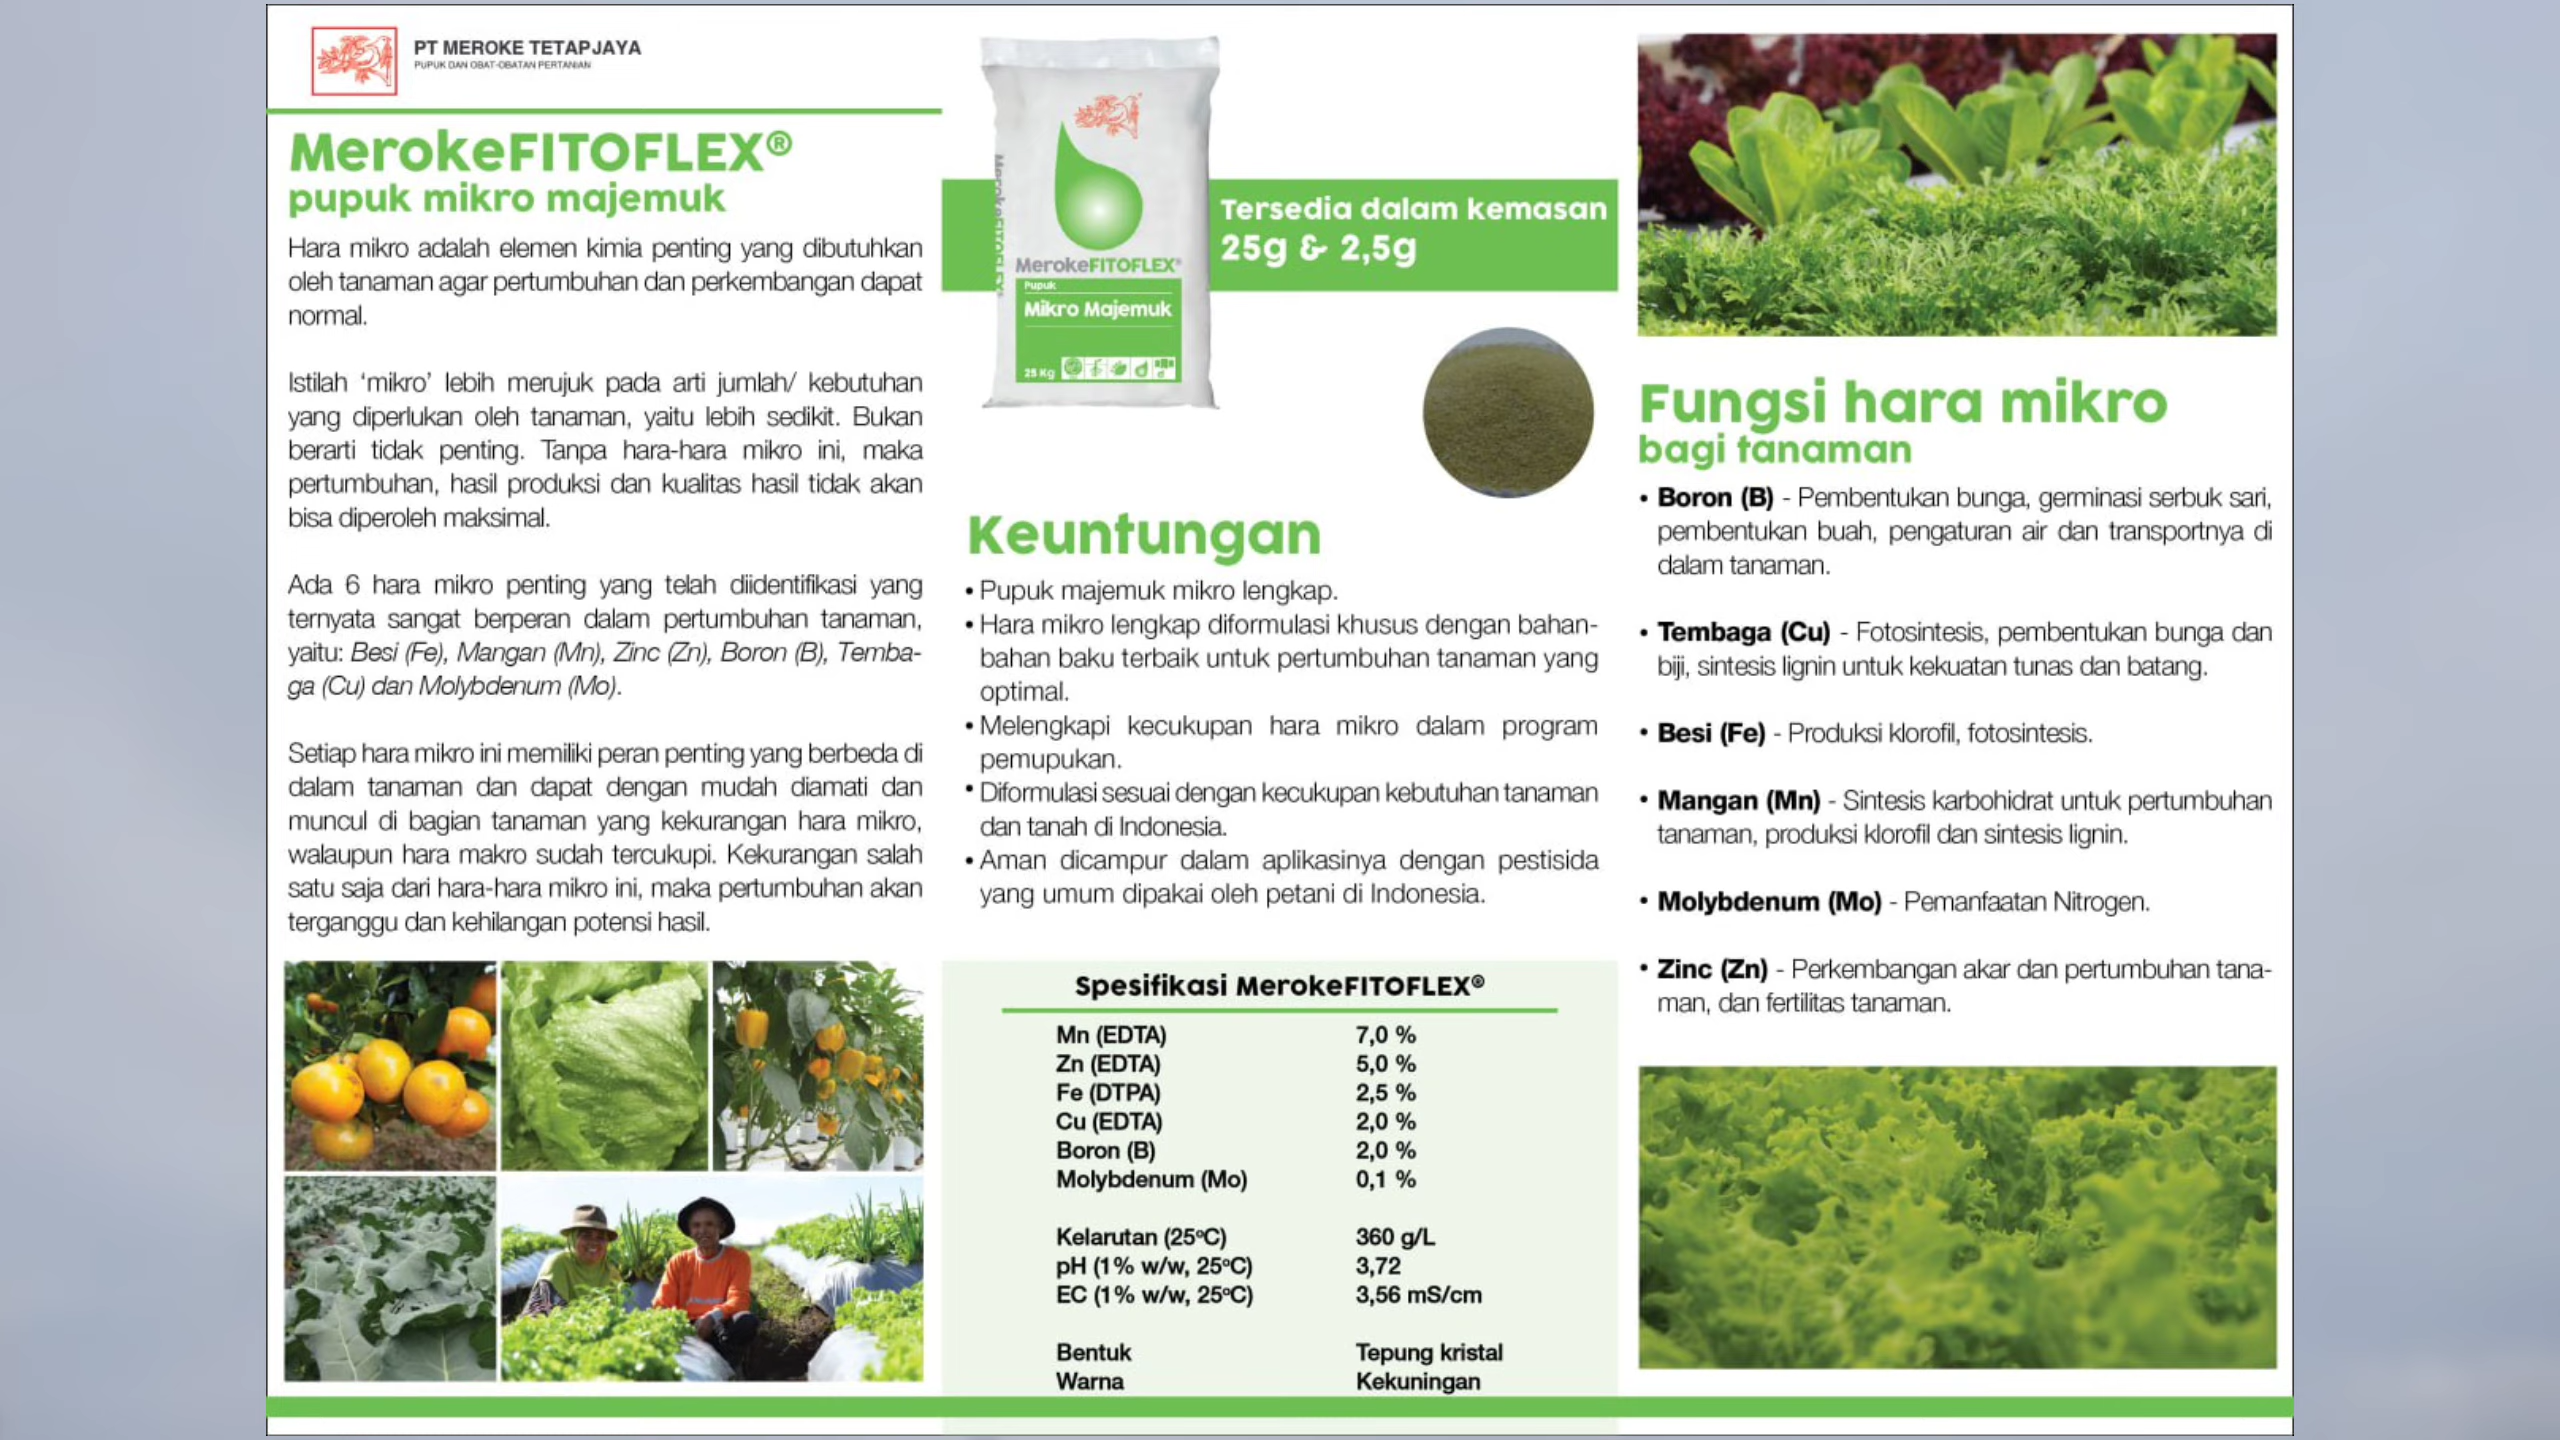 PT MEROKE TETAP JAYA
PUPUK DAN OBAT-OBATAN PERTANIAN
MerokeFITOFLEX®
pupuk mikro majemuk
Hara mikro adalah elemen kimia penting yang dibutuhkan
oleh tanaman agar pertumbuhan dan perkembangan dapat
normal.
Istilah ‘mikro’ lebih merujuk pada arti jumlah/ kebutuhan
yang diperlukan oleh tanaman, yaitu lebih sedikit. Bukan
berarti tidak penting. Tanpa hara-hara mikro ini, maka
pertumbuhan, hasil produksi dan kualitas hasil tidak akan
bisa diperoleh maksimal.
Ada 6 hara mikro penting yang telah diidentifikasi yang
ternyata sangat berperan dalam pertumbuhan tanaman,
yaitu: Besi (Fe), Mangan (Mn), Zinc (Zn), Boron (B), Temba-
ga (Cu) dan Molybdenum (Mo).
Setiap hara mikro ini memiliki peran penting yang berbeda di
dalam tanaman dan dapat dengan mudah diamati dan
muncul di bagian tanaman yang kekurangan hara mikro,
walaupun hara makro sudah tercukupi. Kekurangan salah
satu saja dari hara-hara mikro ini, maka pertumbuhan akan
terganggu dan kehilangan potensi hasil.
MerokeFITOFLEX®
MerokeFITOFLEX®
Pupuk
Mikro Majemuk
25 Kg
Tersedia dalam kemasan
25g & 2,5g
Keuntungan
• Pupuk majemuk mikro lengkap.
• Hara mikro lengkap diformulasi khusus dengan bahan-
bahan baku terbaik untuk pertumbuhan tanaman yang
optimal.
• Melengkapi kecukupan hara mikro dalam program
pemupukan.
• Diformulasi sesuai dengan kecukupan kebutuhan tanaman
dan tanah di Indonesia.
• Aman dicampur dalam aplikasinya dengan pestisida
yang umum dipakai oleh petani di Indonesia.
Spesifikasi MerokeFITOFLEX®
Mn (EDTA) 7,0 %
Zn (EDTA) 5,0 %
Fe (DTPA) 2,5 %
Cu (EDTA) 2,0 %
Boron (B) 2,0 %
Molybdenum (Mo) 0,1 %
Kelarutan (25ºC) 360 g/L
pH (1% w/w, 25ºC) 3,72
EC (1% w/w, 25ºC) 3,56 mS/cm
Bentuk Tepung kristal
Warna Kekuningan
Fungsi hara mikro
bagi tanaman
• Boron (B) - Pembentukan bunga, germinasi serbuk sari,
pembentukan buah, pengaturan air dan transportnya di
dalam tanaman.
• Tembaga (Cu) - Fotosintesis, pembentukan bunga dan
biji, sintesis lignin untuk kekuatan tunas dan batang.
• Besi (Fe) - Produksi klorofil, fotosintesis.
• Mangan (Mn) - Sintesis karbohidrat untuk pertumbuhan
tanaman, produksi klorofil dan sintesis lignin.
• Molybdenum (Mo) - Pemanfaatan Nitrogen.
• Zinc (Zn) - Perkembangan akar dan pertumbuhan tana-
man, dan fertilitas tanaman.